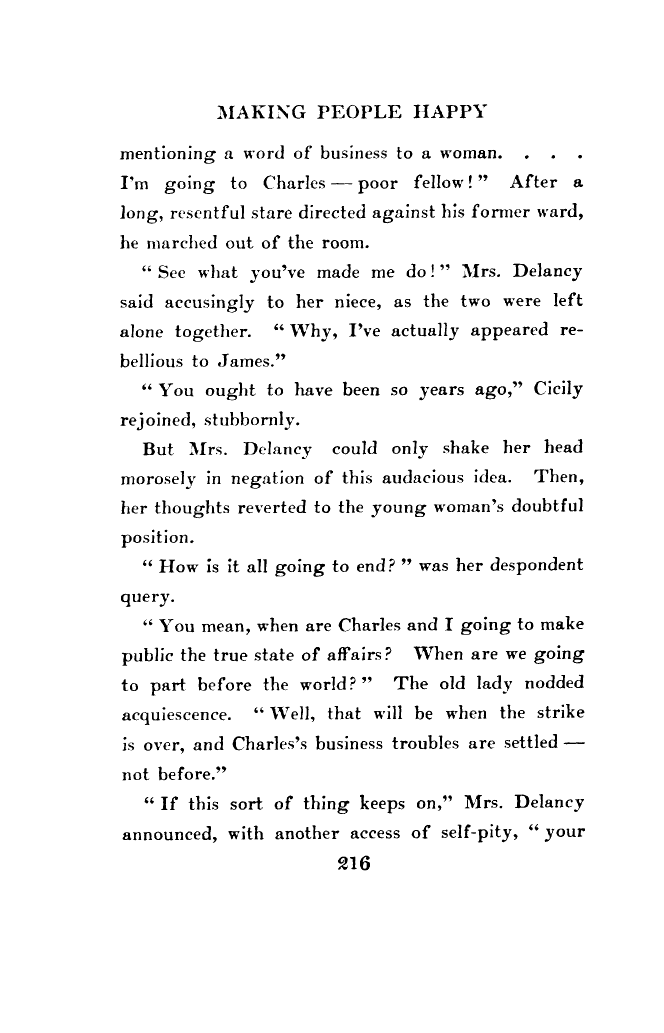 MAKING PEOPLE HAPPY
mentioning a word of business to a woman. . . .
I'm going to Charles — poor fellow!" After a
long, resentful stare directed against his former ward,
he marched out of the room.
"See what you've made me do!" Mrs. Delancy
said accusingly to her niece, as the two were left
alone together. "Why, I've actually appeared re-
bellious to James."
"You ought to have been so years ago," Cicily
rejoined, stubbornly.
But Mrs. Delancy could only shake her head
morosely in negation of this audacious idea. Then,
her thoughts reverted to the young woman's doubtful
position.
"How is it all going to end?" was her despondent
query.
"You mean, when are Charles and I going to make
public the true state of affairs? When are we going
to part before the world?" The old lady nodded
acquiescence. "Well, that will be when the strike
is over, and Charles's business troubles are settled —
not before."
"If this sort of thing keeps on," Mrs. Delancy
announced, with another access of self-pity, "your
216